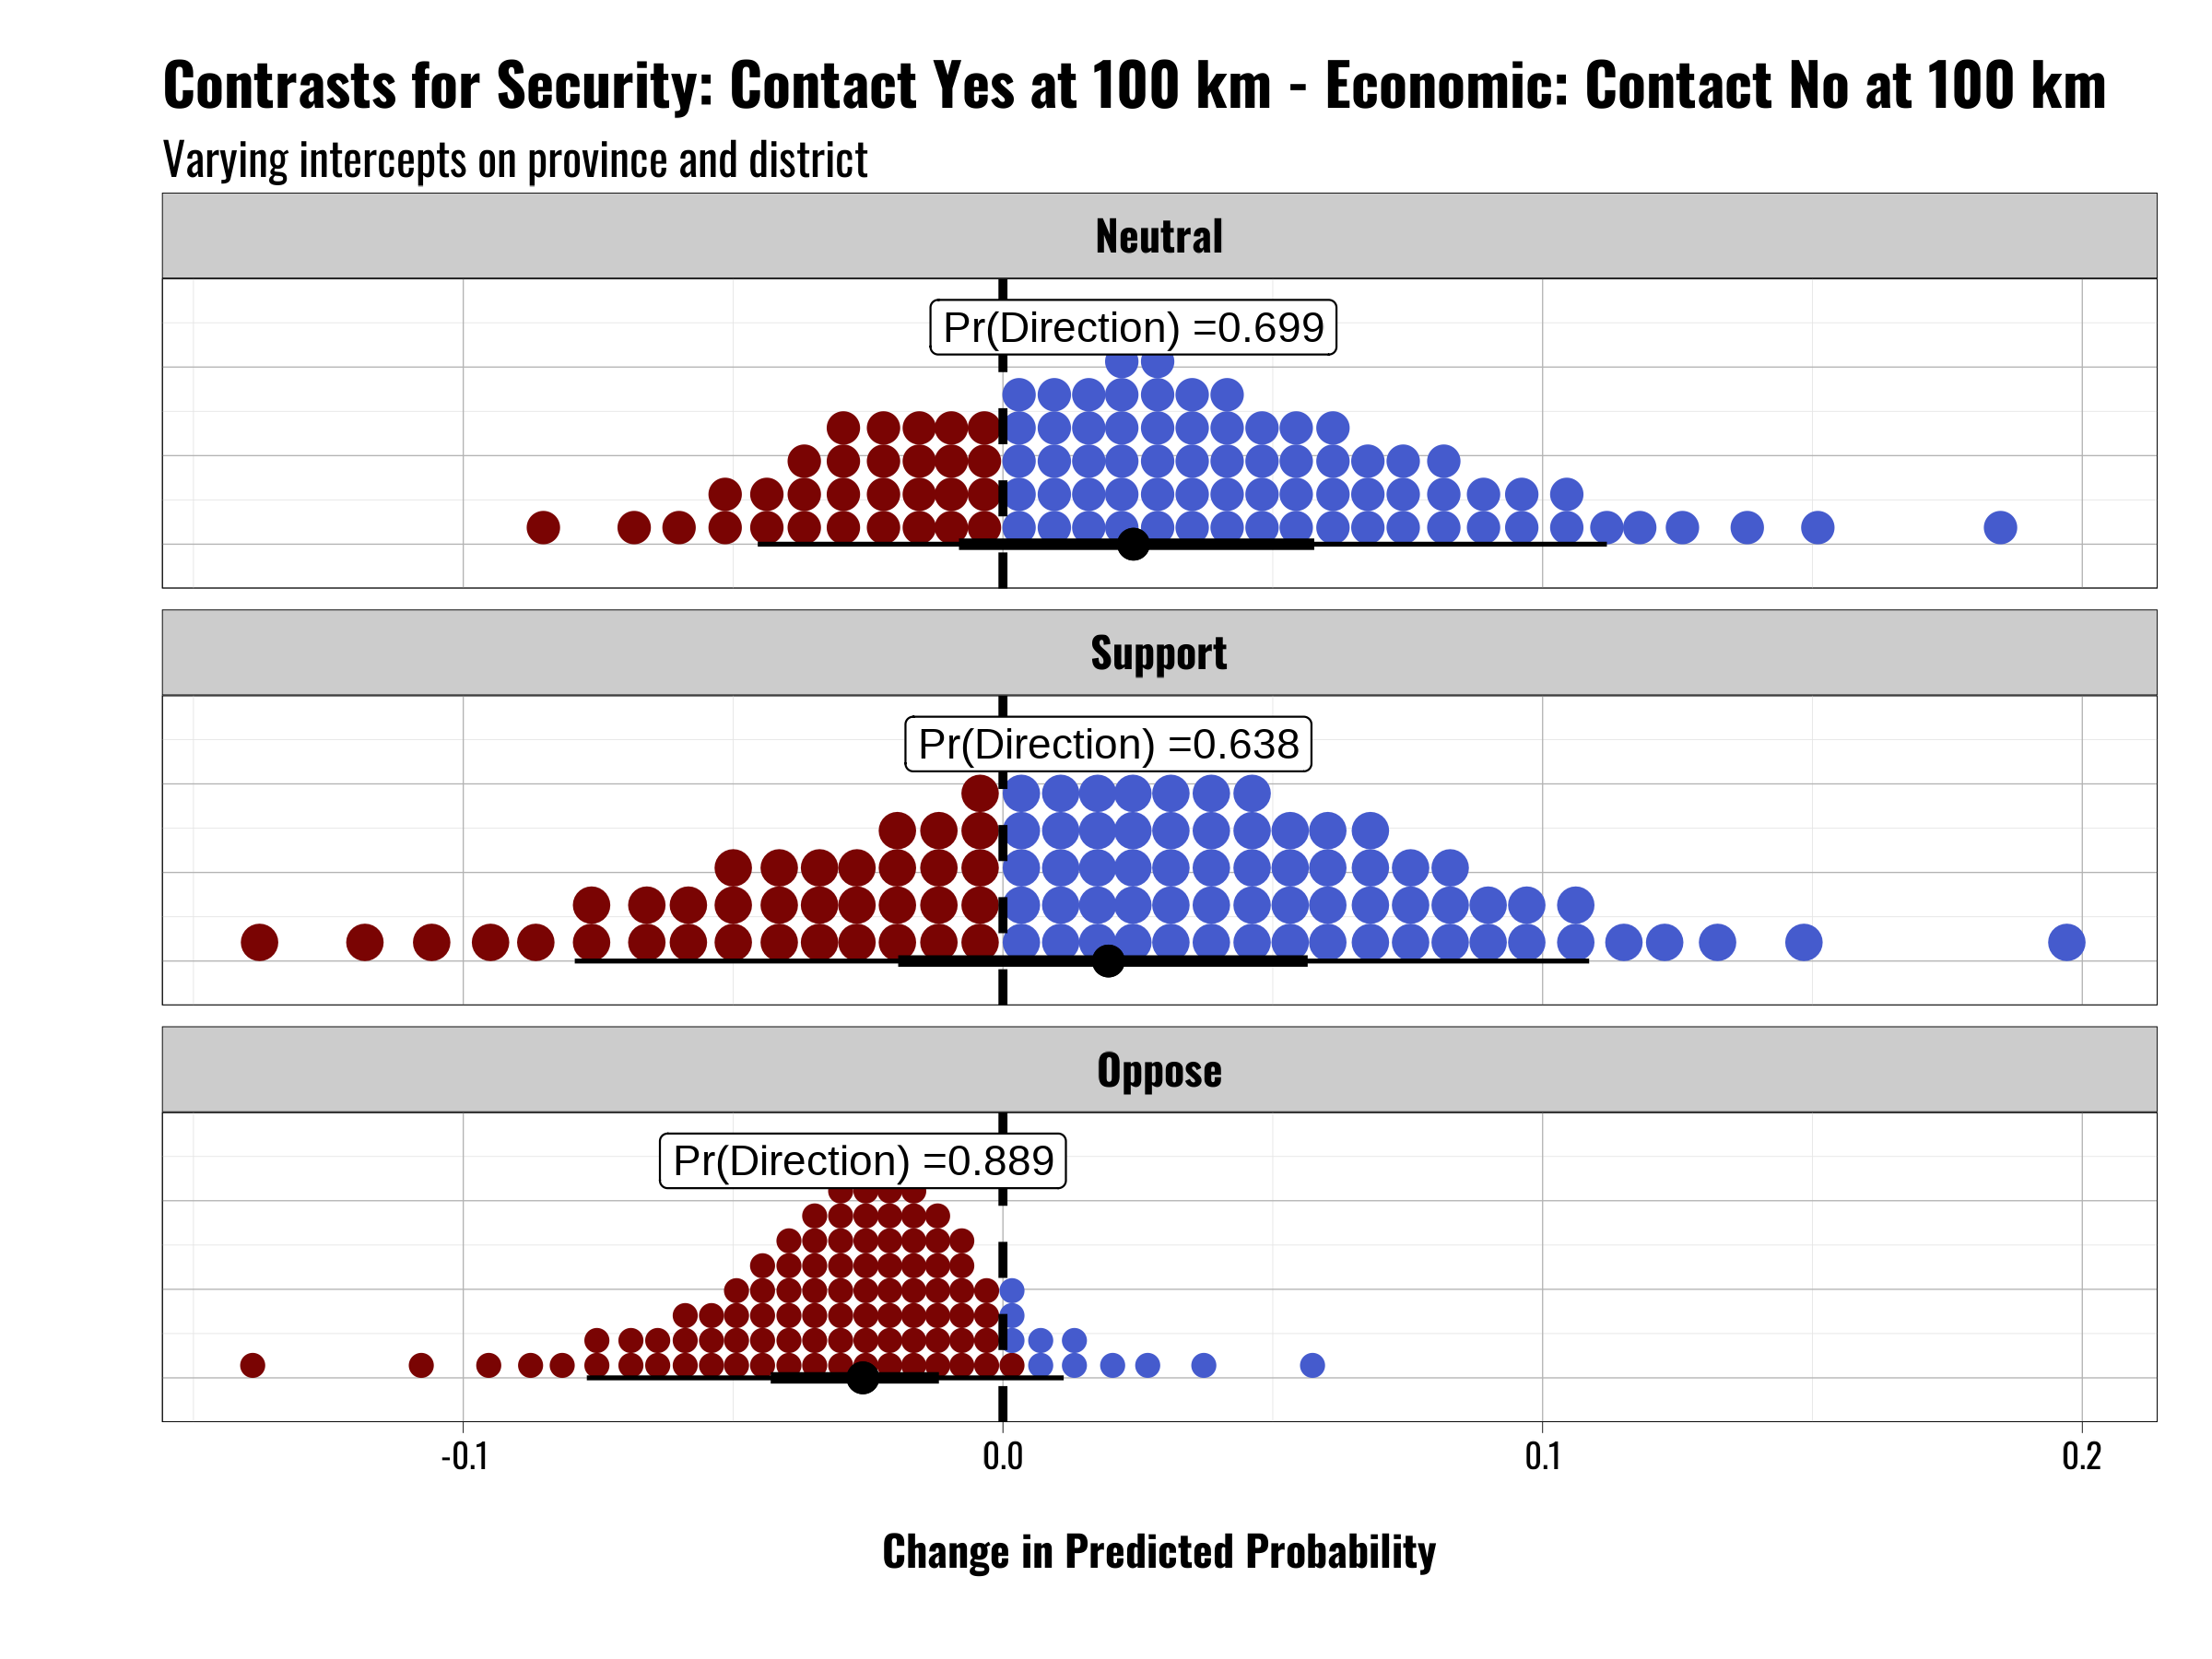 Contrasts for Security: Contact Yes at 100 km - Economic: Contact No at 100 km
Varying intercepts on province and district
Neutral
Pr(Direction) =0.699
Support
Pr(Direction) =0.638
Oppose
Pr(Direction) =0.889
-0.1 0.0 0.1 0.2
Change in Predicted Probability